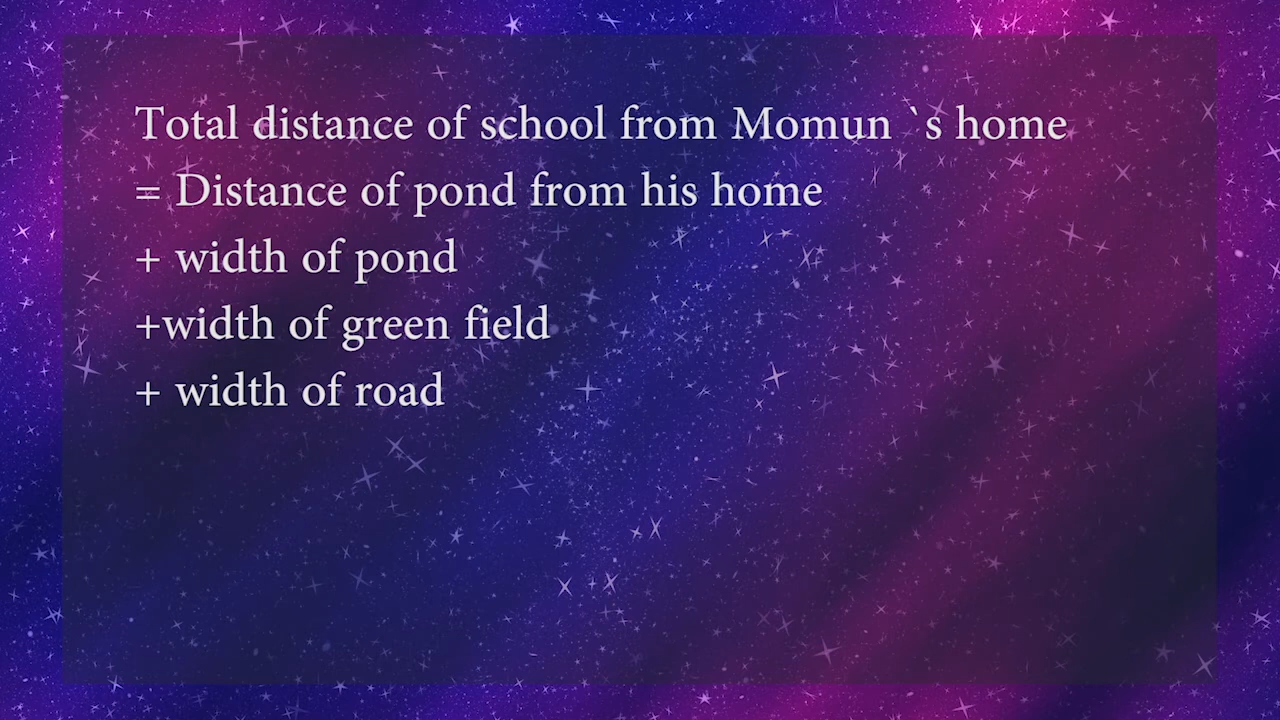 Total distance of school from Momun `s home
= Distance of pond from his home
+ width of pond
+width of green field
+ width of road